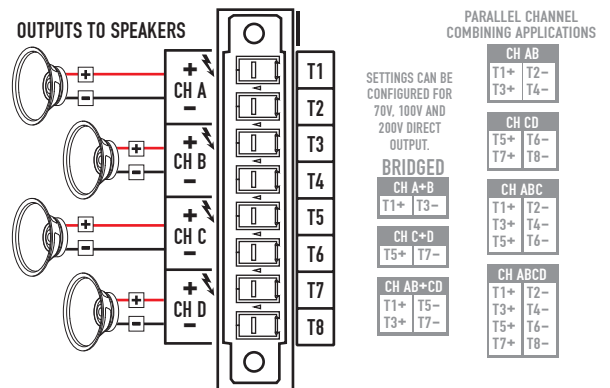 OUTPUTS TO SPEAKERS
+
CH A
−
+
CH B
−
+
CH C
−
+
CH D
−
+
−
+
−
+
−
+
−
T1
T2
T3
T4
T5
T6
T7
T8
SETTINGS CAN BE
CONFIGURED FOR
70V, 100V AND
200V DIRECT
OUTPUT.
BRIDGED
CH A+B
T1+ T3−
CH C+D
T5+ T7−
CH AB+CD
T1+ T5−
T3+ T7−
PARALLEL CHANNEL
COMBINING APPLICATIONS
CH AB
T1+ T2−
T3+ T4−
CH CD
T5+ T6−
T7+ T8−
CH ABC
T1+ T2−
T3+ T4−
T5+ T6−
CH ABCD
T1+ T2−
T3+ T4−
T5+ T6−
T7+ T8−